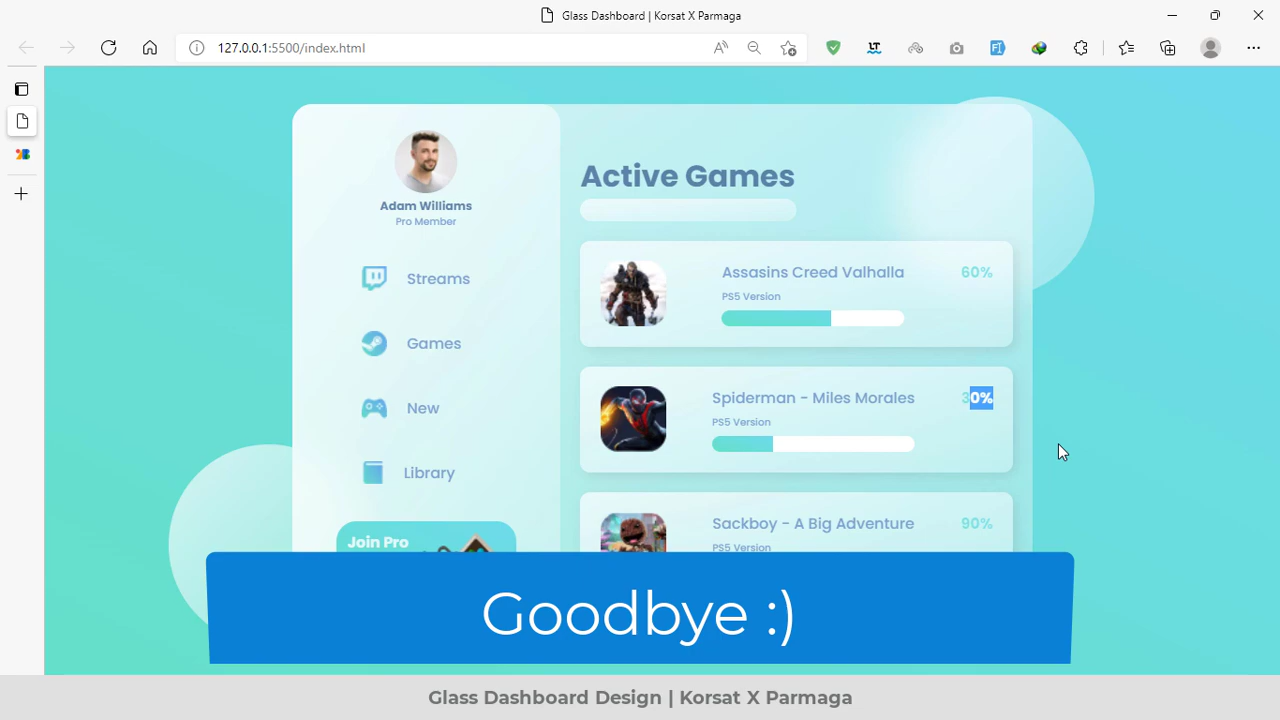 Glass Dashboard | Korsat X Parmaga
127.0.0.1:5500/index.html
Adam Williams
Pro Member
Streams
Games
New
Library
Join Pro
Active Games
Assasins Creed Valhalla 60%
PS5 Version
Spiderman - Miles Morales 30%
PS5 Version
Sackboy - A Big Adventure 90%
PS5 Version
Goodbye :)
Glass Dashboard Design | Korsat X Parmaga